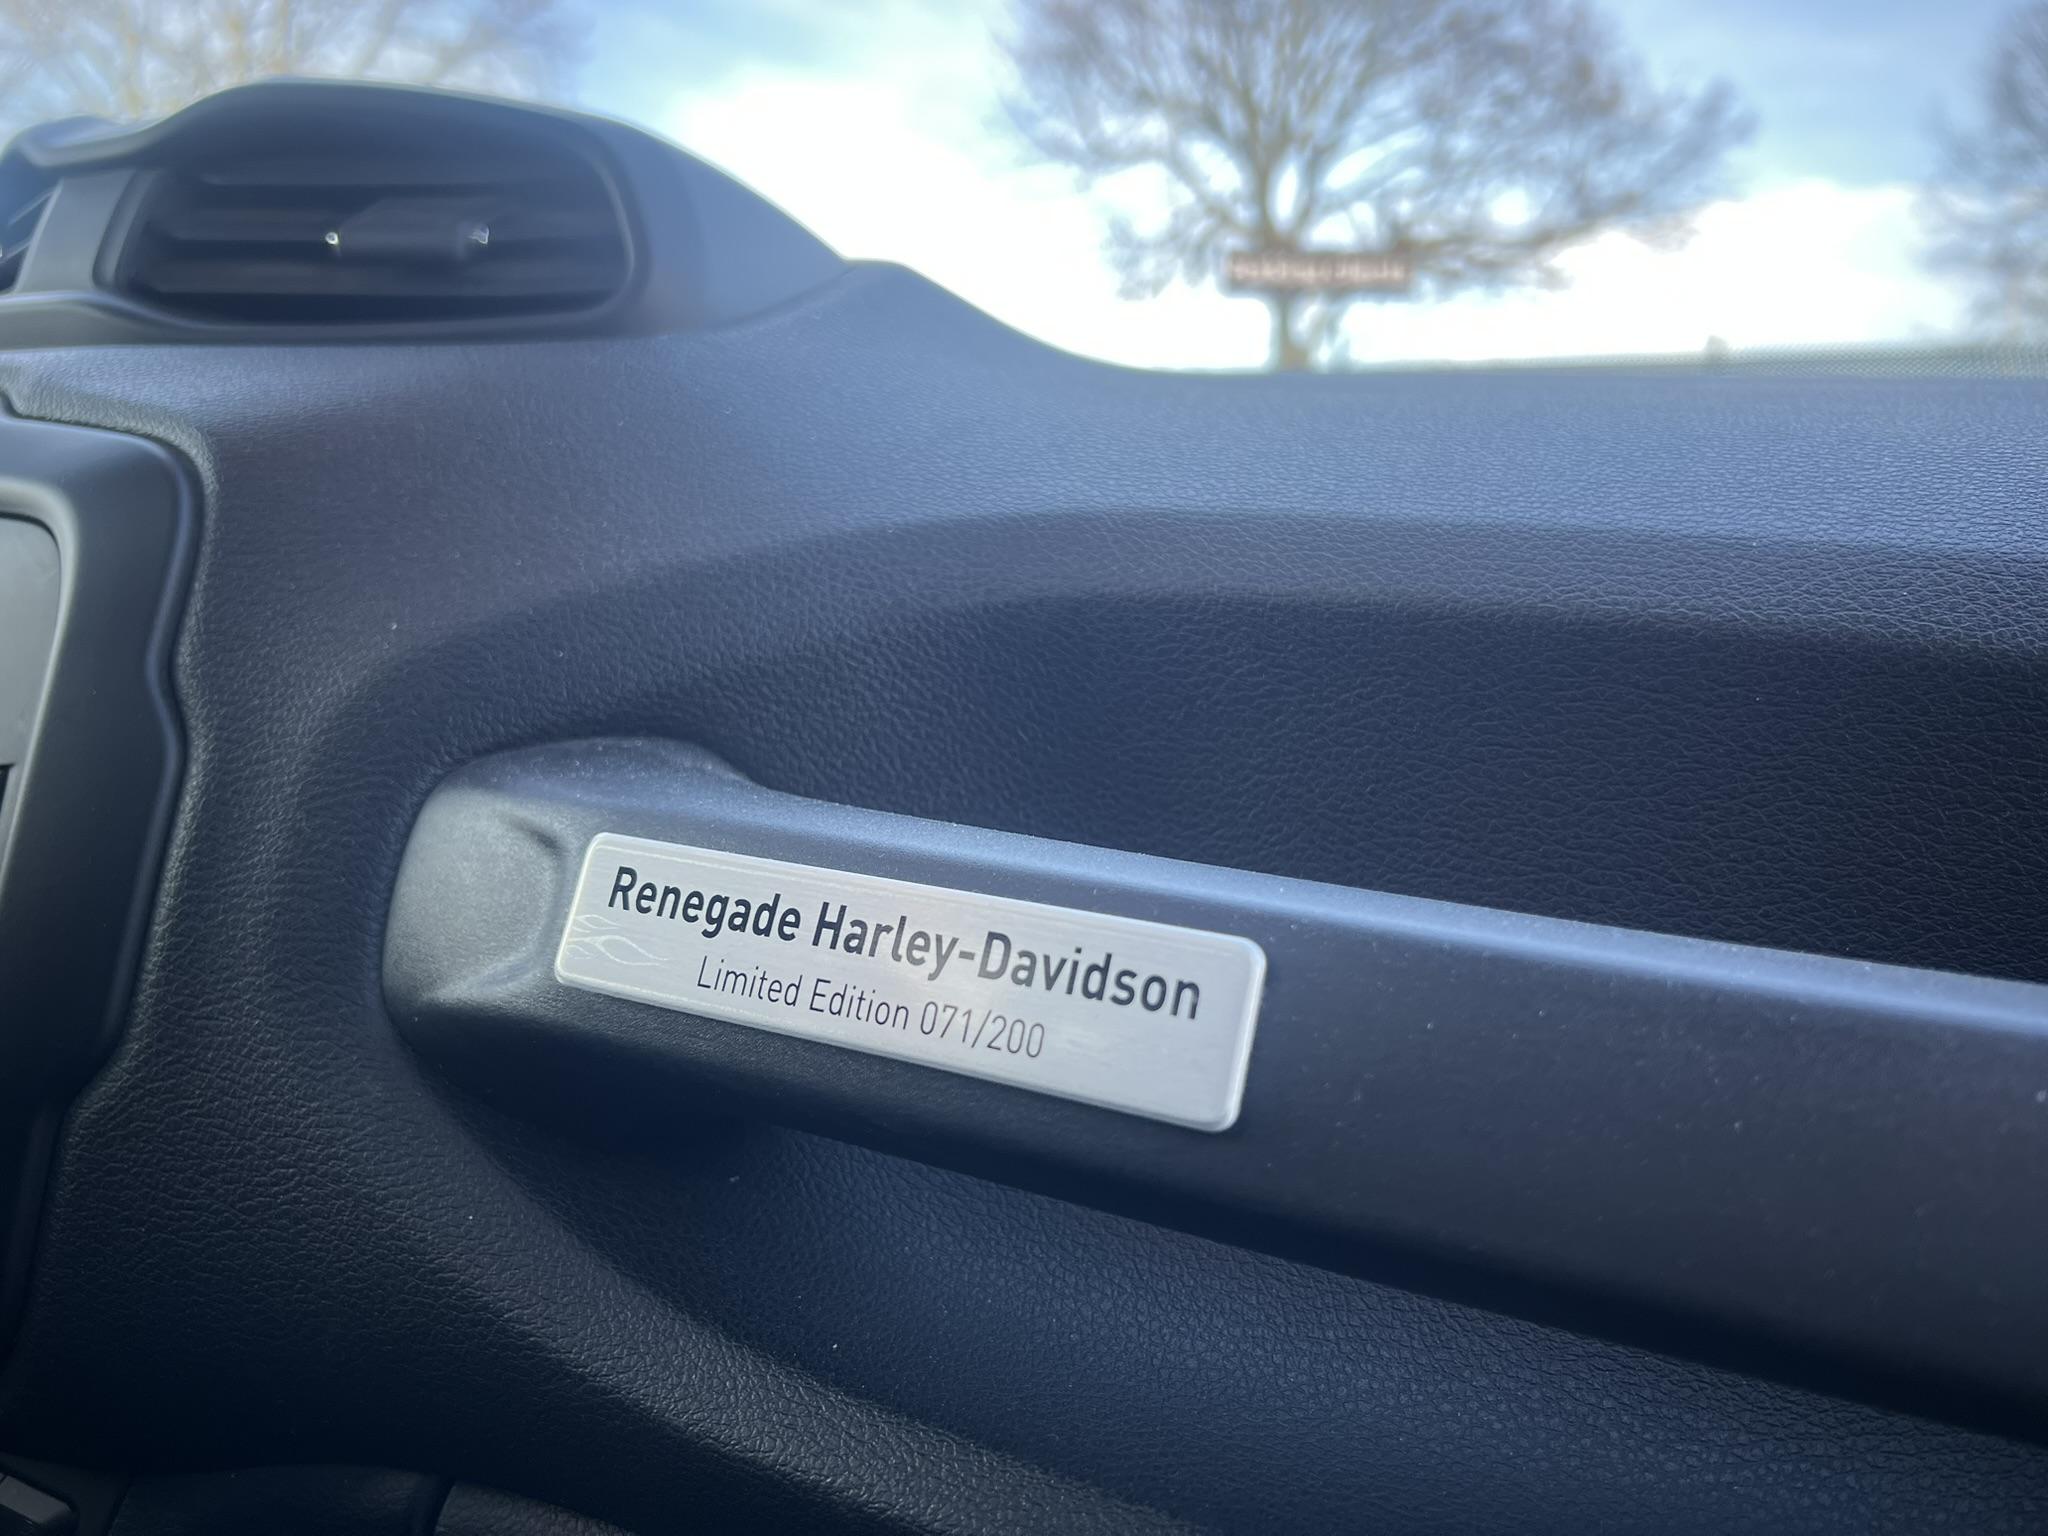 Renegade Harley-Davidson
Limited Edition 071/200